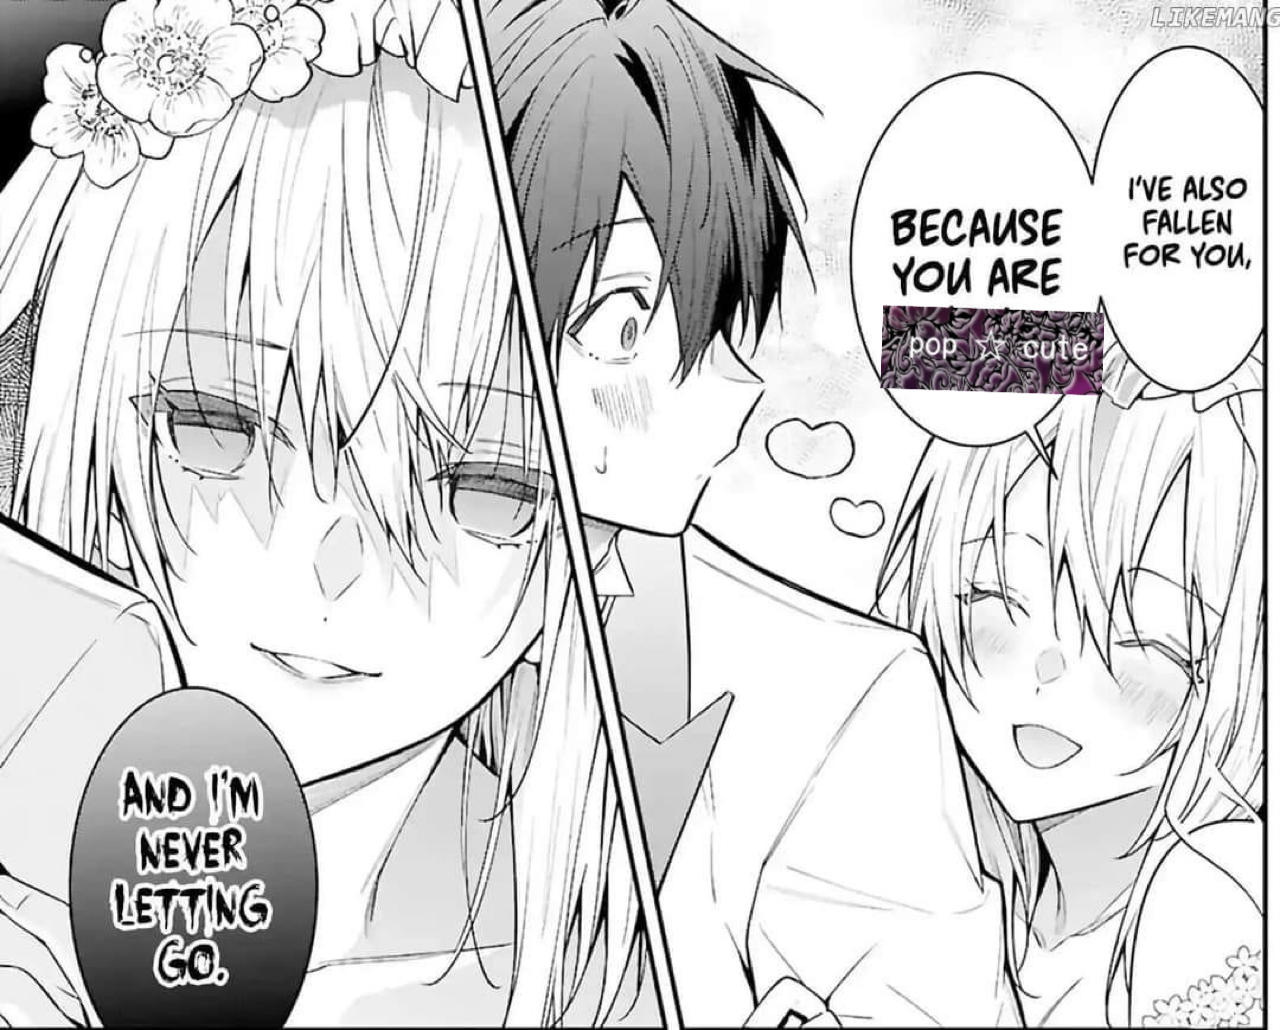 LIKEMANG
I'VE ALSO
FALLEN
FOR YOU,
BECAUSE
YOU ARE
pop ☆ cute
AND I'M
NEVER
LETTING
GO.